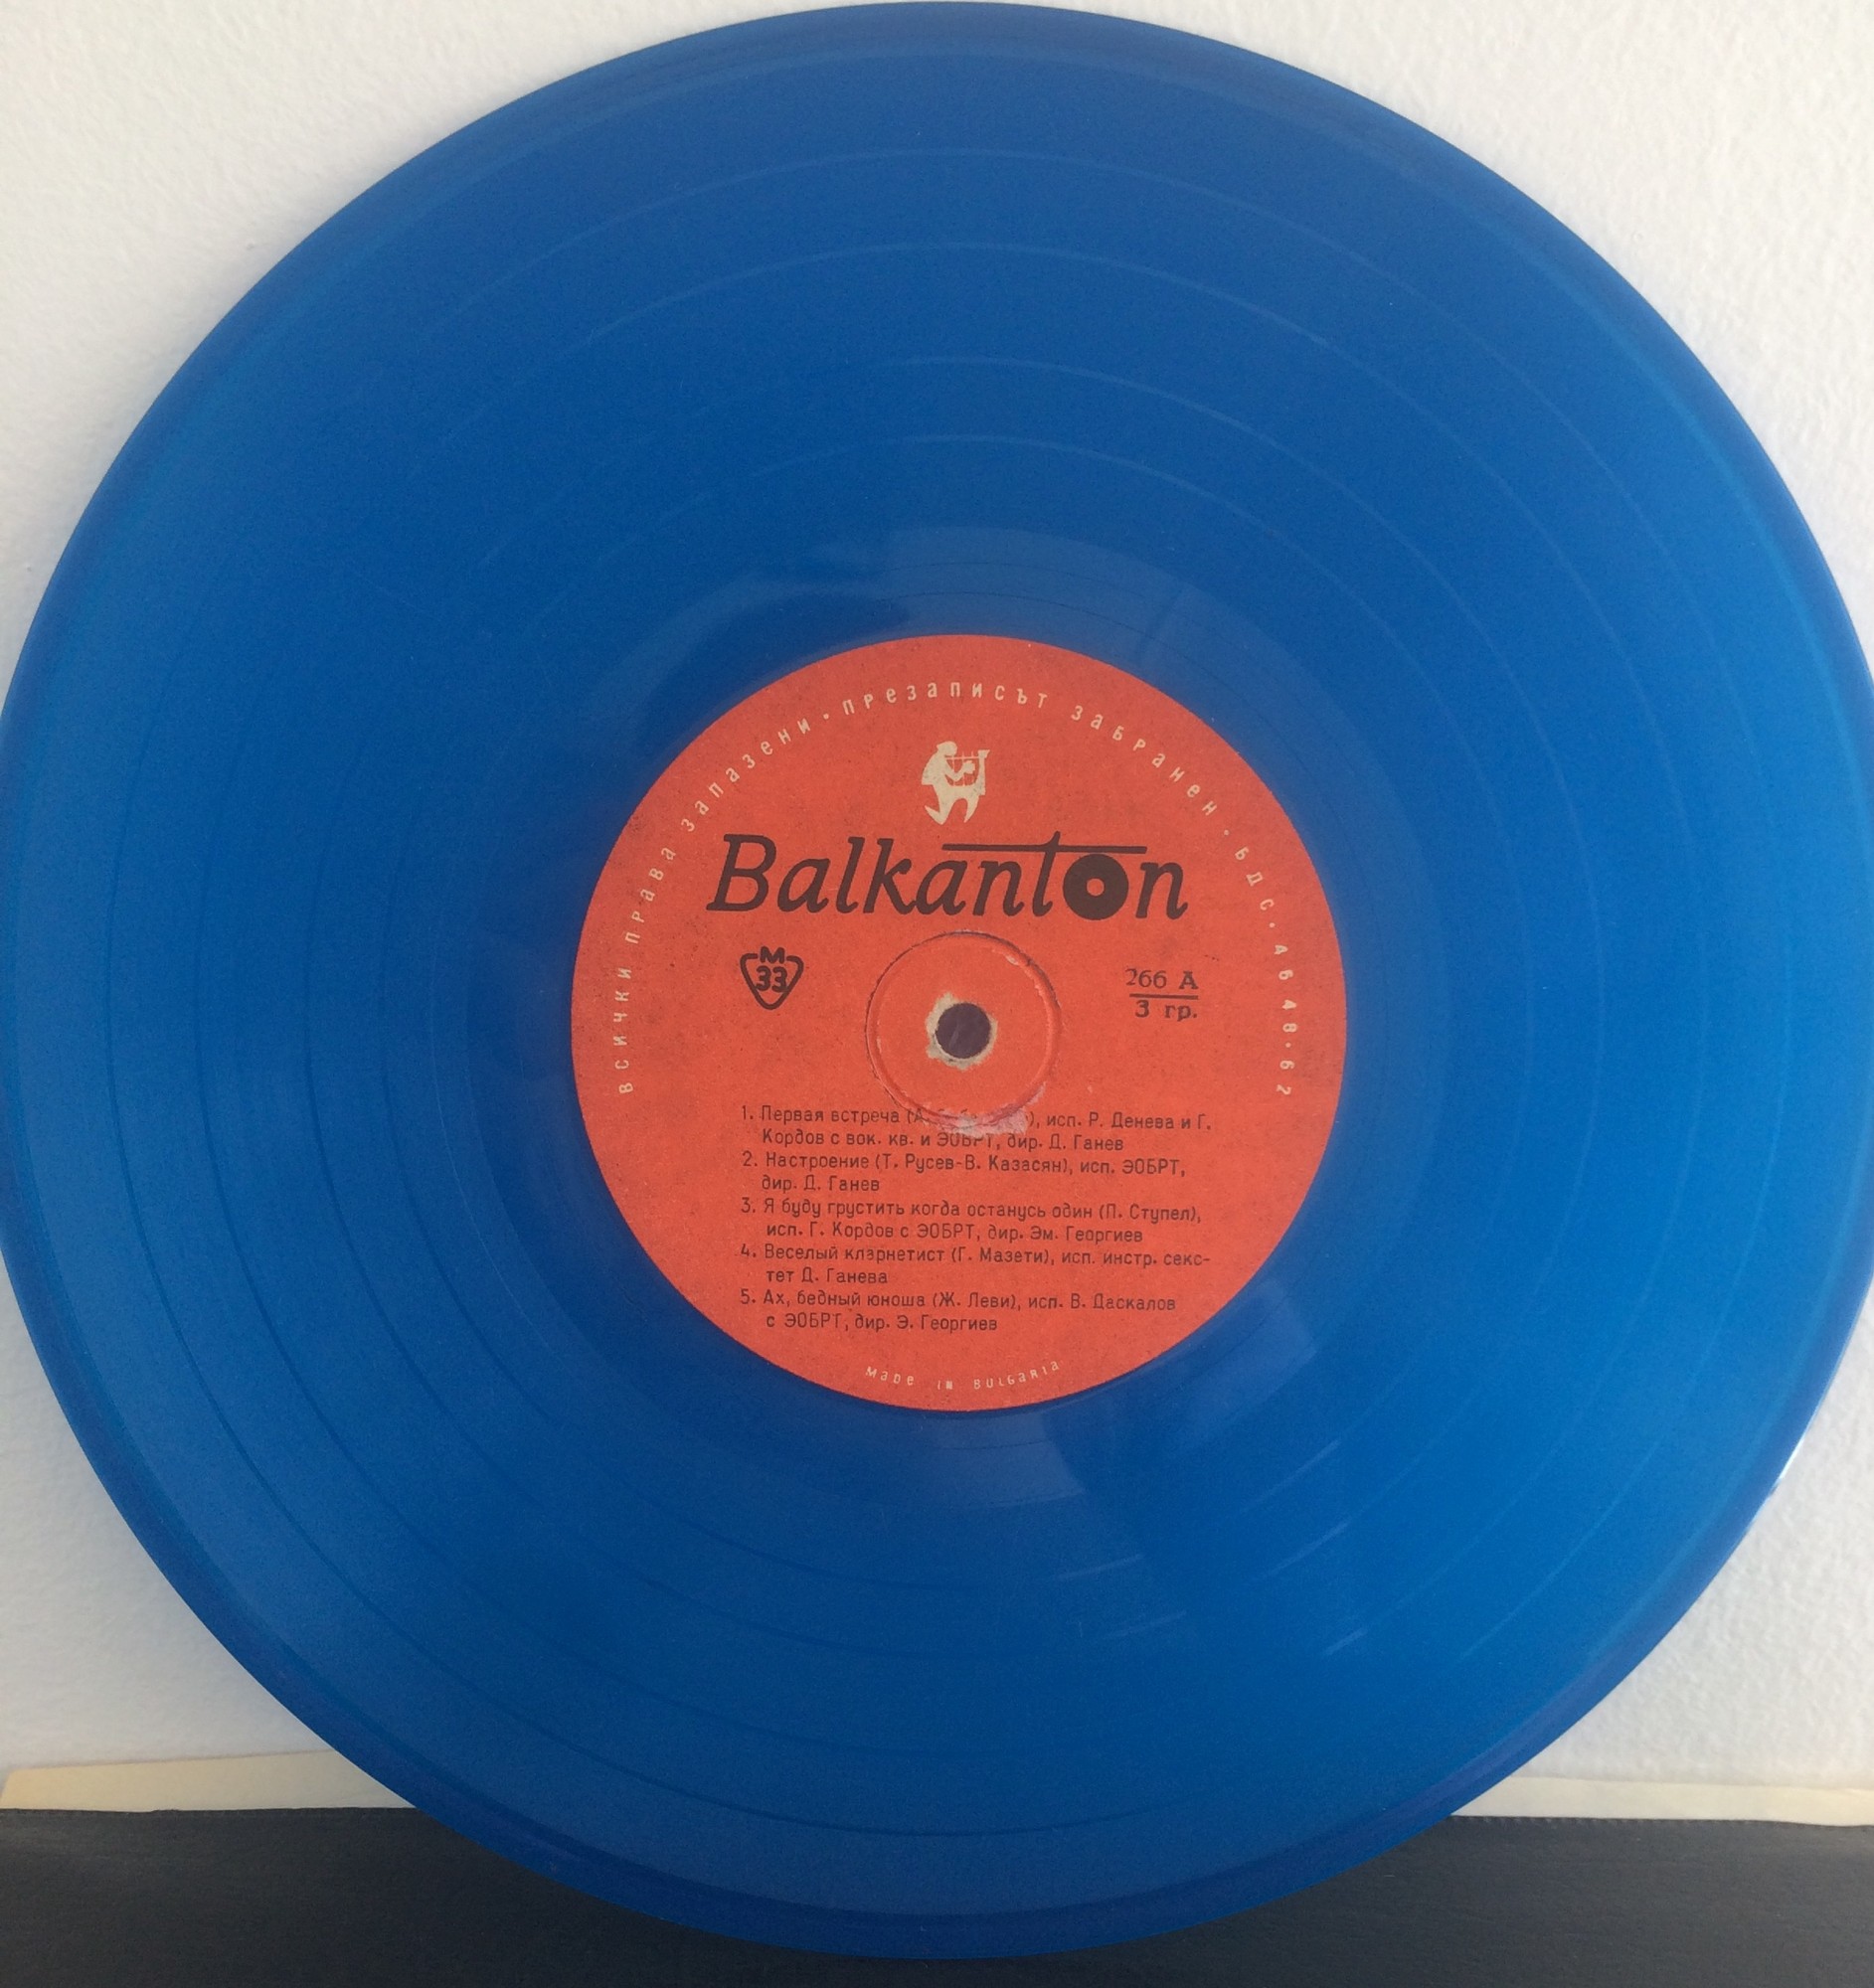 всички права запазени · презаписът забранен · БДС · 4648·62
Balkanton
М
33
266 А
3 гр.
1. Первая встреча (А. ), исп. Р. Денева и Г.
Кордов с вок. кв. и ЭОБРТ, дир. Д. Ганев
2. Настроение (Т. Русев-В. Казасян), исп. ЭОБРТ,
дир. Д. Ганев
3. Я буду грустить когда останусь один (П. Ступел),
исп. Г. Кордов с ЭОБРТ, дир. Эм. Георгиев
4. Веселый кларнетист (Г. Мазети), исп. инстр. секс-
тет Д. Ганева
5. Ах, бедный юноша (Ж. Леви), исп. В. Даскалов
с ЭОБРТ, дир. Э. Георгиев
MADE IN BULGARIA